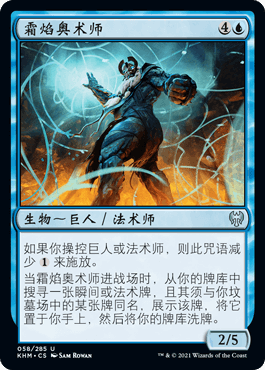 霜焰奥术师 4
生物～巨人 / 法术师
如果你操控巨人或法术师，则此咒语减
少 1 来施放。
当霜焰奥术师进战场时，从你的牌库中
搜寻一张瞬间或法术牌，且其须与你坟
墓场中的某张牌同名，展示该牌，将它
置于你手上，然后将你的牌库洗牌。
2/5
058/285 U
KHM • CS SAM ROWAN
™ & © 2021 Wizards of the Coast